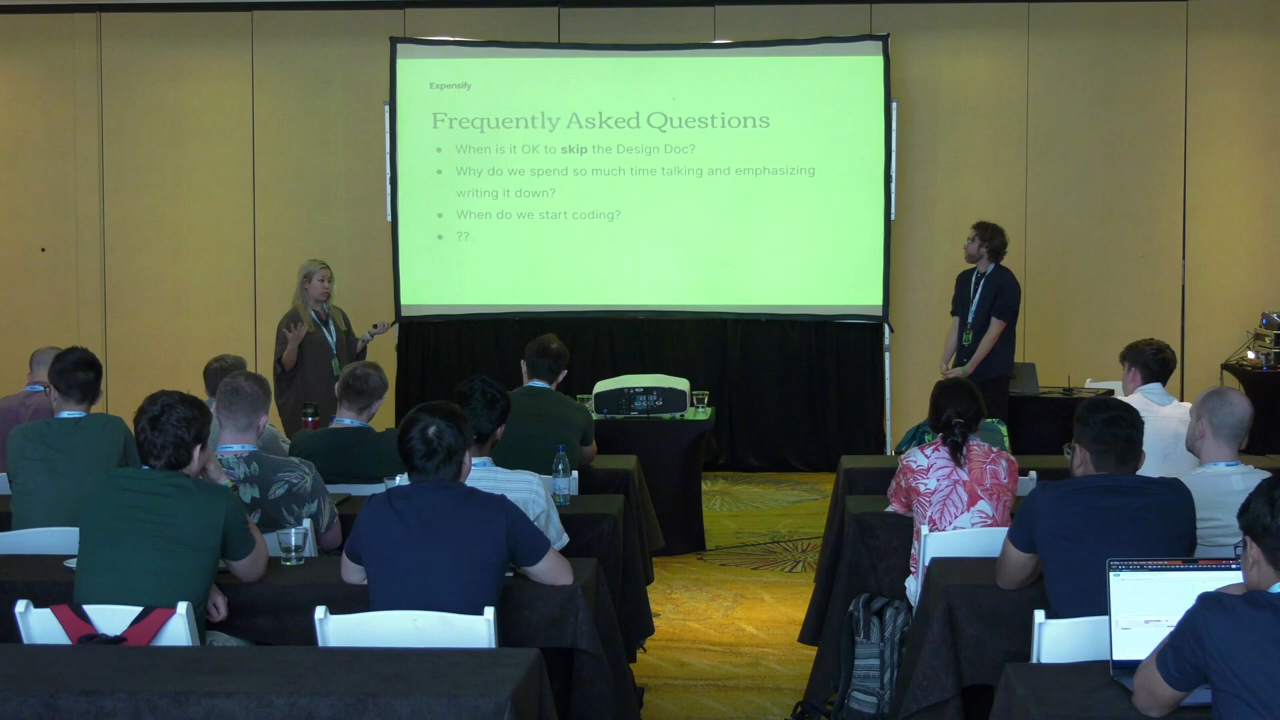 Expensify
Frequently Asked Questions
• When is it OK to skip the Design Doc?
• Why do we spend so much time talking and emphasizing
writing it down?
• When do we start coding?
• ??